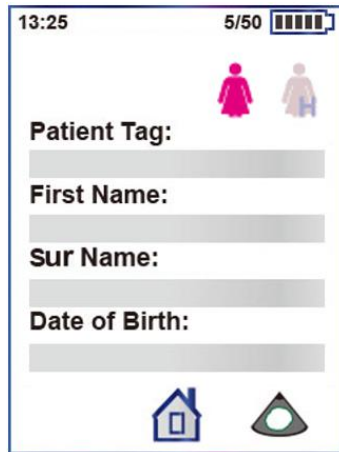 13:25 5/50
H
Patient Tag:
First Name:
Sur Name:
Date of Birth: